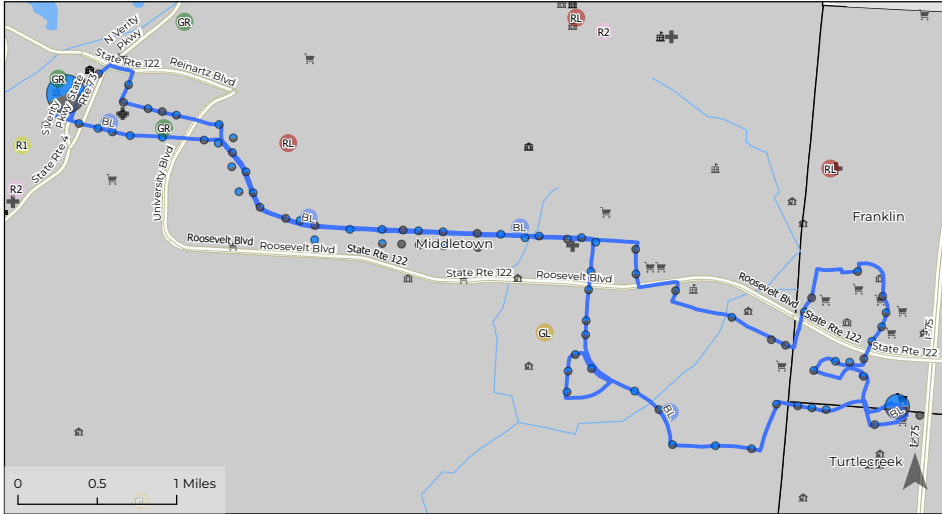 GR
RL
R2
N Verity
Pkwy
State Rte 122
Reinartz Blvd
GR
State
Rte 73
S Verity
Pkwy
BL
GR
R1
RL
State Rte 4
RL
R2
University Blvd
BL
BL
Franklin
Roosevelt Blvd
Roosevelt Blvd
State Rte 122
Middletown
State Rte 122
Roosevelt Blvd
Roosevelt Blvd
State Rte 122
I-75
GL
State Rte 122
BL
BL
I-75
Turtlecreek
0 0.5 1 Miles
GL